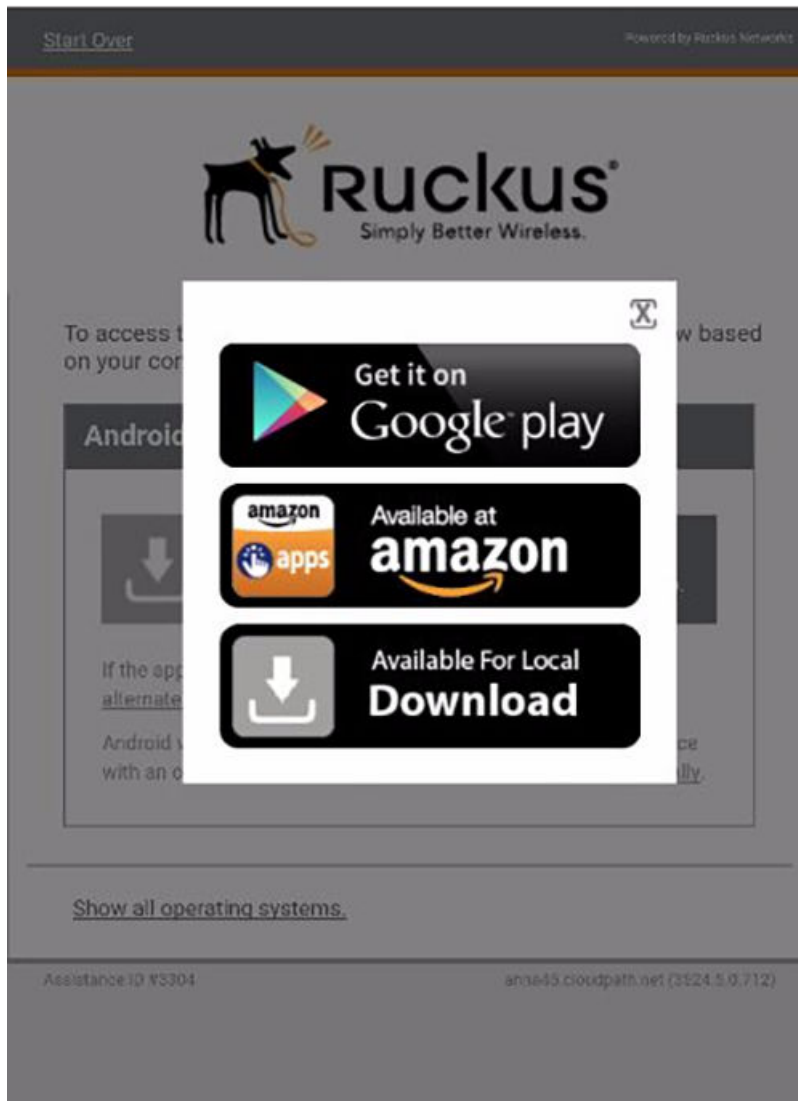 Start Over
Powered by Ruckus Networks
RUCKUS®
Simply Better Wireless.
X
To access t
w based
on your cor
Get it on
Google play
Android
amazon
apps
Available at
amazon
Available For Local
Download
If the app
alternate
Android
ce
with an o
lly.
Show all operating systems.
Assistance ID #3304
anna45.cloudpath.net (3524.5.0.712)